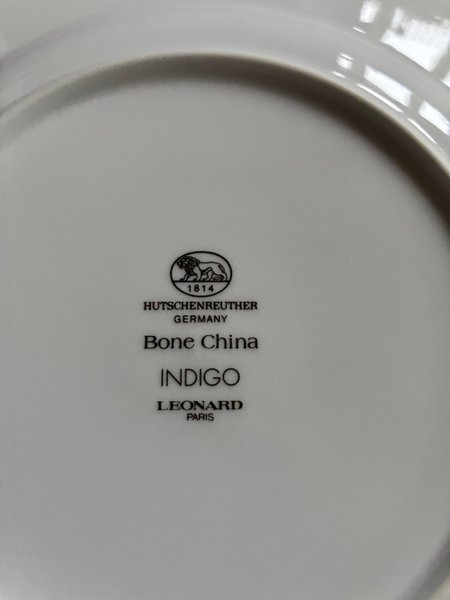 1814
HUTSCHENREUTHER
GERMANY
Bone China
INDIGO
LEONARD
PARIS